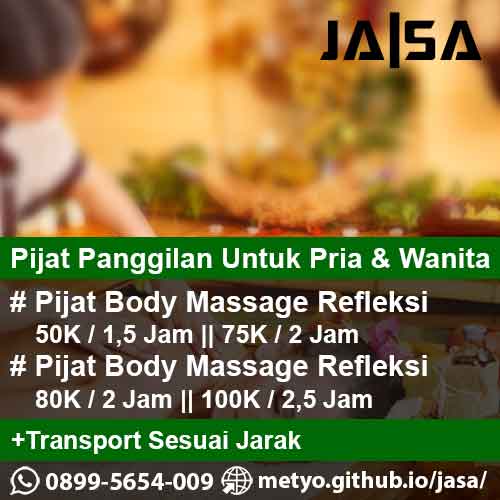 JA|SA
Pijat Panggilan Untuk Pria & Wanita
# Pijat Body Massage Refleksi
50K / 1,5 Jam || 75K / 2 Jam
# Pijat Body Massage Refleksi
80K / 2 Jam || 100K / 2,5 Jam
+Transport Sesuai Jarak
0899-5654-009 metyo.github.io/jasa/